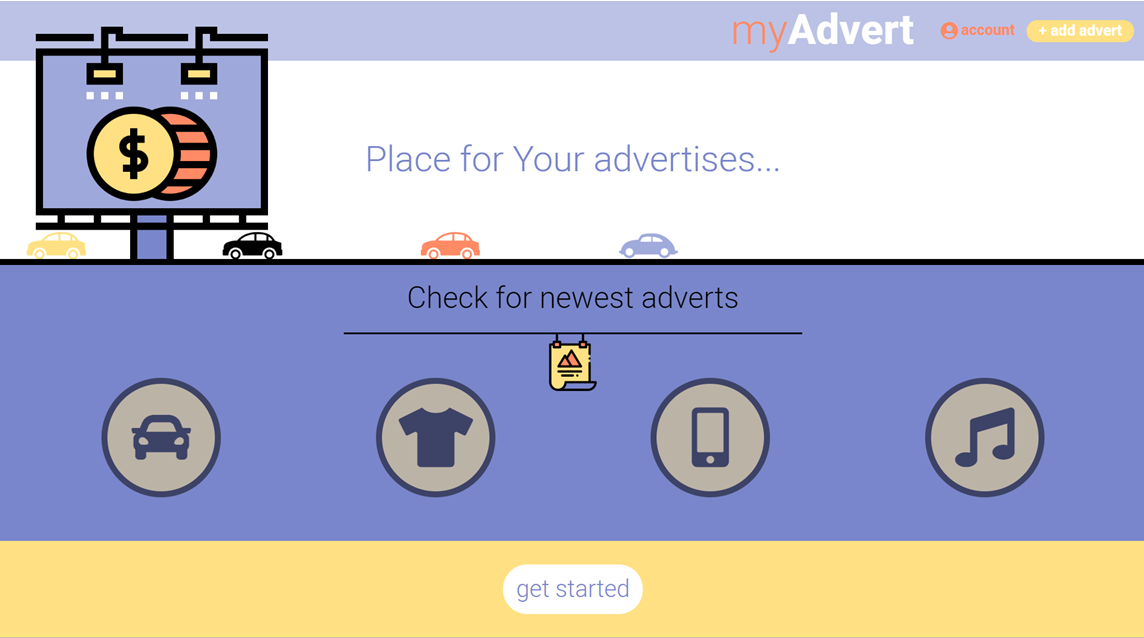 myAdvert
account
+ add advert
$
Place for Your advertises...
Check for newest adverts
get started